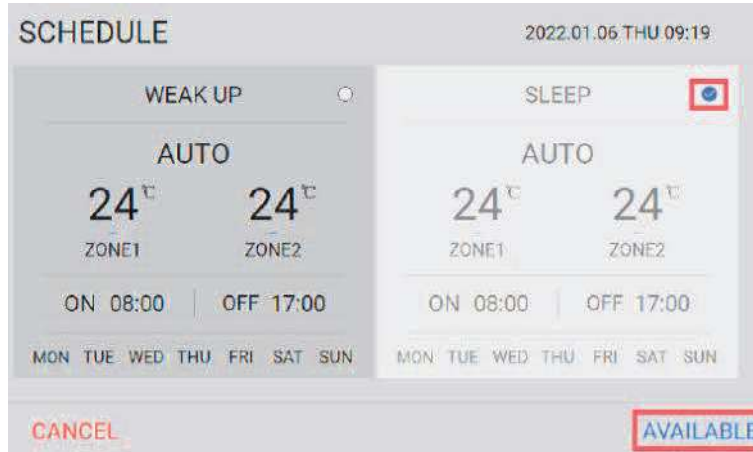 SCHEDULE 2022.01.06 THU 09:19
WEAK UP
AUTO
24℃ 24℃
ZONE1 ZONE2
ON 08:00 OFF 17:00
MON TUE WED THU FRI SAT SUN
SLEEP
AUTO
24℃ 24℃
ZONE1 ZONE2
ON 08:00 OFF 17:00
MON TUE WED THU FRI SAT SUN
CANCEL AVAILABLE